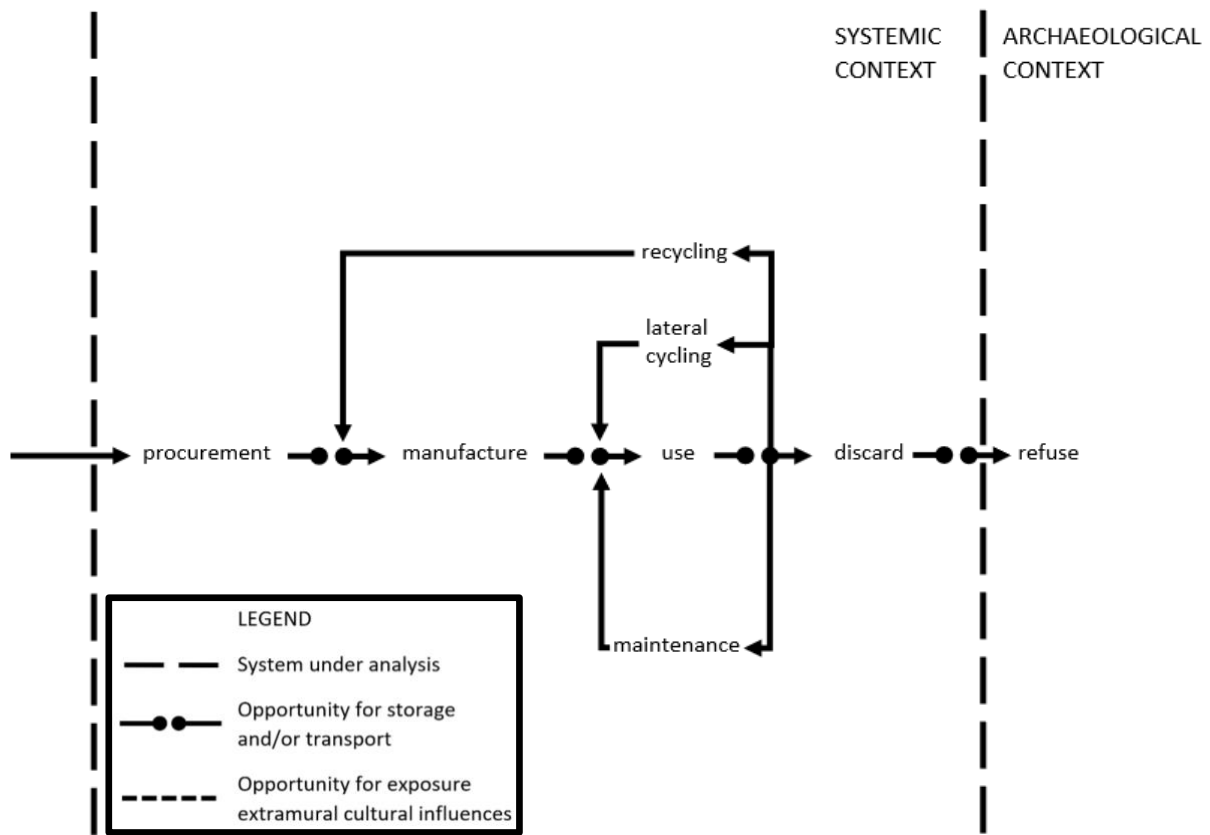 SYSTEMIC
CONTEXT
ARCHAEOLOGICAL
CONTEXT
recycling
lateral
cycling
procurement
manufacture
use
discard
refuse
maintenance
LEGEND
System under analysis
Opportunity for storage
and/or transport
Opportunity for exposure
extramural cultural influences